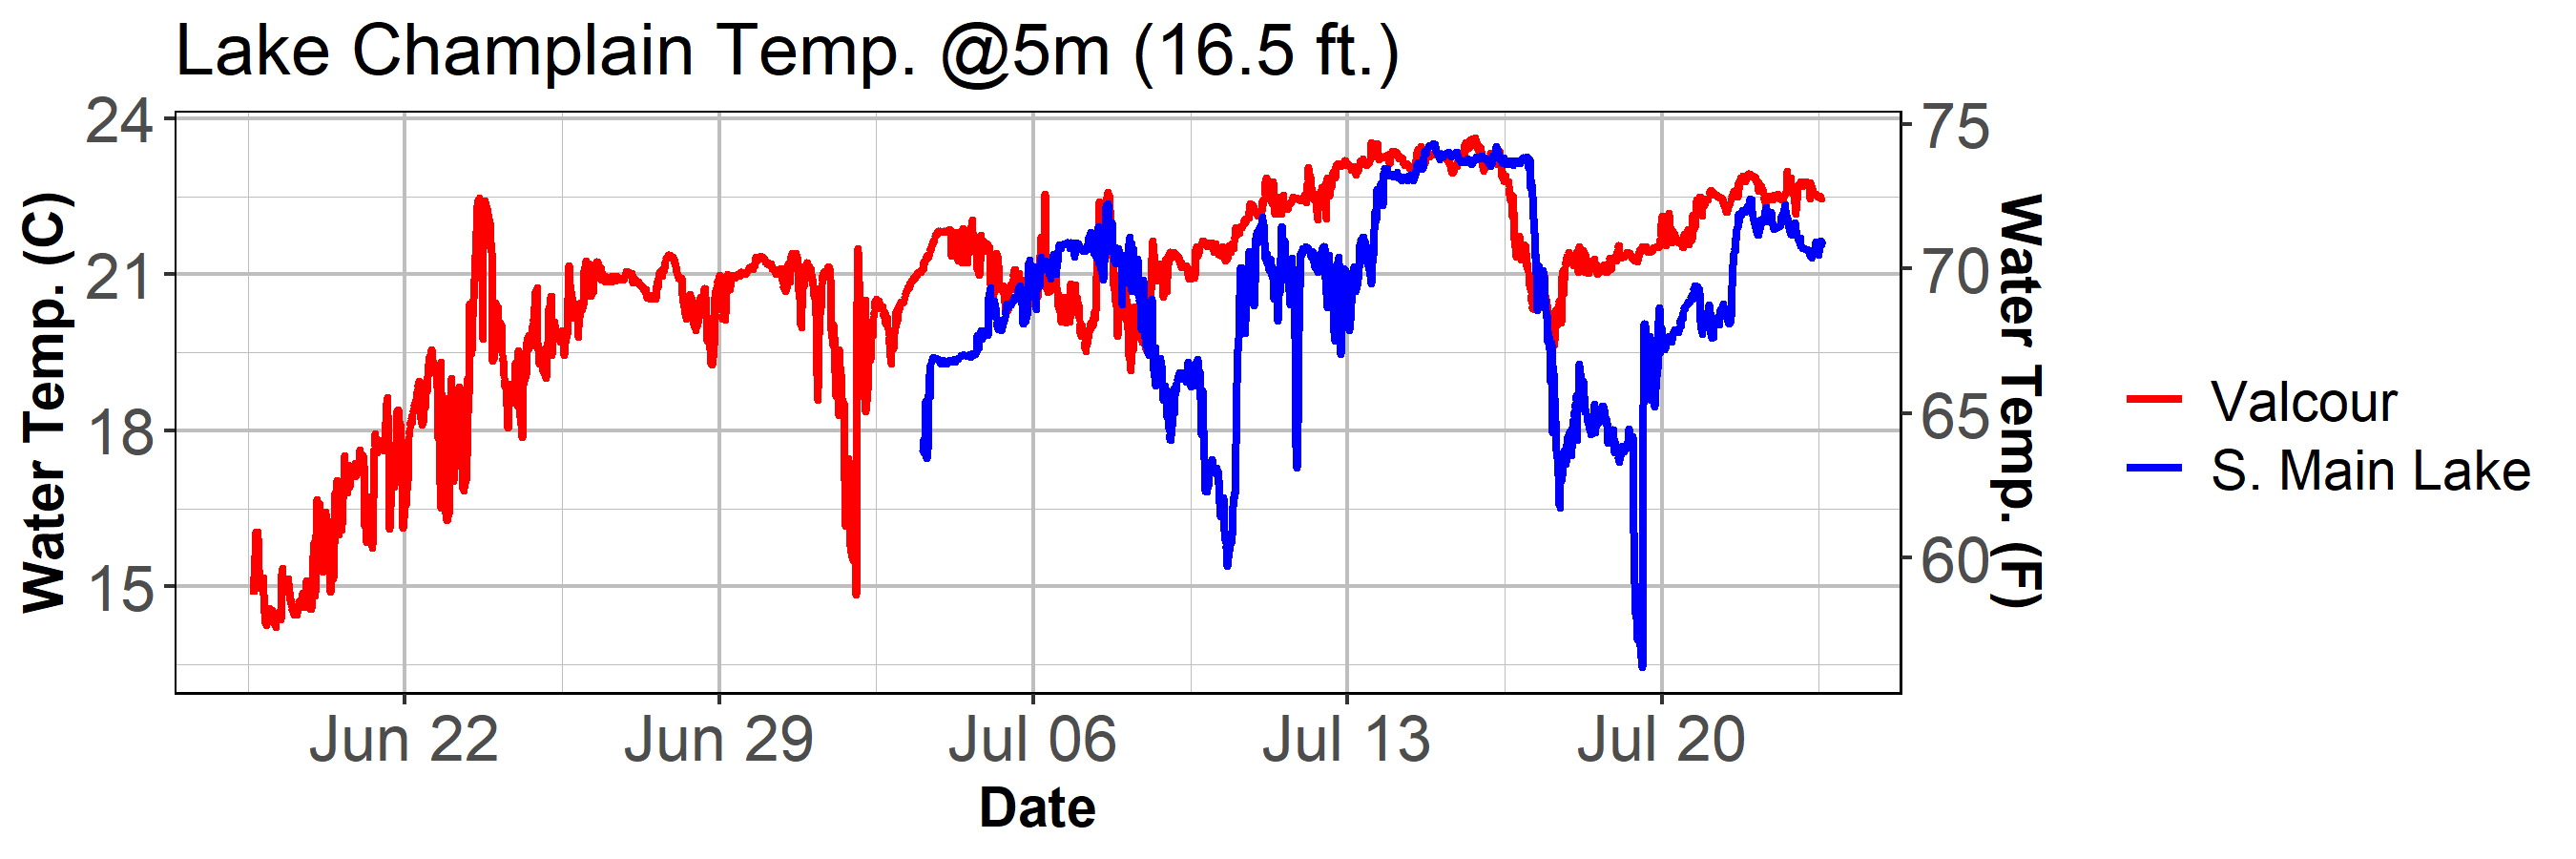 Lake Champlain Temp. @5m (16.5 ft.)
Water Temp. (C)
24
21
18
15
75
70
65
60
Water Temp. (F)
Jun 22
Jun 29
Jul 06
Jul 13
Jul 20
Date
Valcour
S. Main Lake